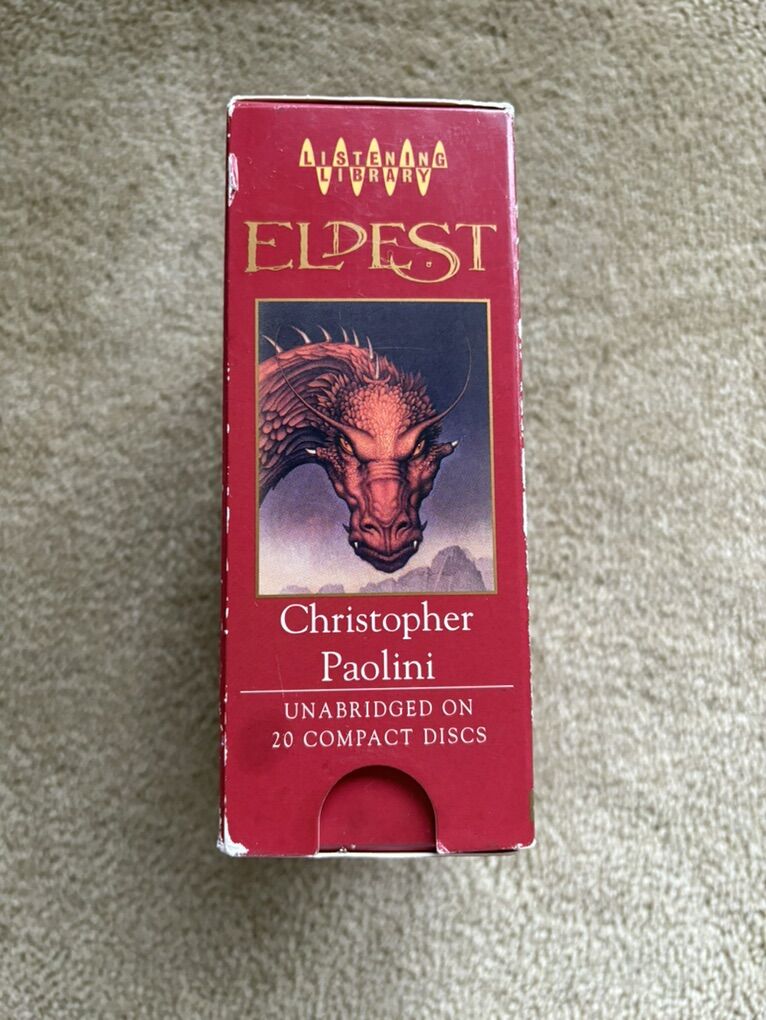 LISTENING
LIBRARY
ELDEST
Christopher
Paolini
UNABRIDGED ON
20 COMPACT DISCS